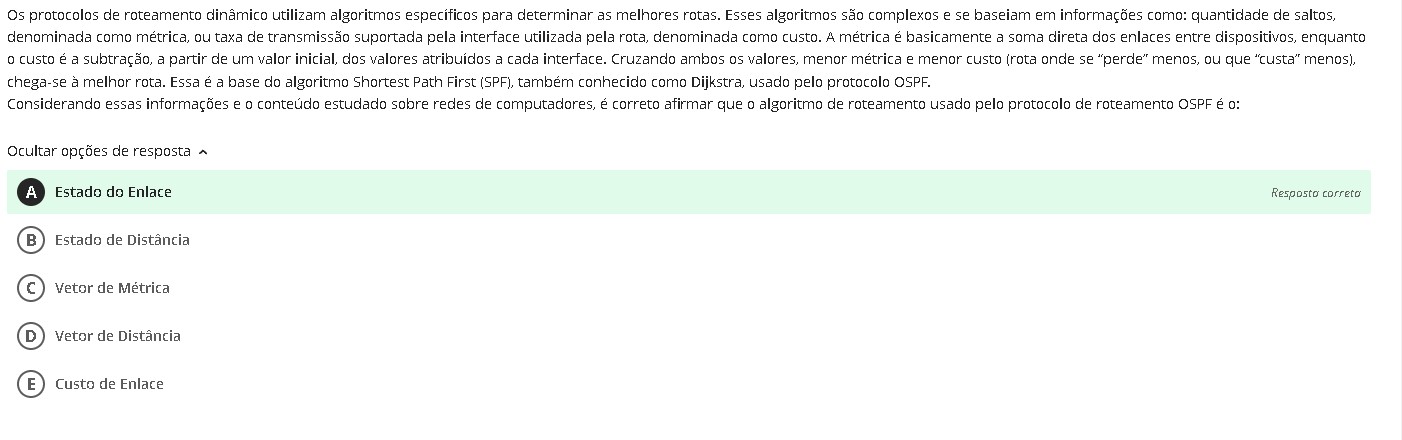 Os protocolos de roteamento dinâmico utilizam algoritmos específicos para determinar as melhores rotas. Esses algoritmos são complexos e se baseiam em informações como: quantidade de saltos,
denominada como métrica, ou taxa de transmissão suportada pela interface utilizada pela rota, denominada como custo. A métrica é basicamente a soma direta dos enlaces entre dispositivos, enquanto
o custo é a subtração, a partir de um valor inicial, dos valores atribuídos a cada interface. Cruzando ambos os valores, menor métrica e menor custo (rota onde se “perde” menos, ou que “custa” menos),
chega-se à melhor rota. Essa é a base do algoritmo Shortest Path First (SPF), também conhecido como Dijkstra, usado pelo protocolo OSPF.
Considerando essas informações e o conteúdo estudado sobre redes de computadores, é correto afirmar que o algoritmo de roteamento usado pelo protocolo de roteamento OSPF é o:
Ocultar opções de resposta
A Estado do Enlace Resposta correta
B Estado de Distância
C Vetor de Métrica
D Vetor de Distância
E Custo de Enlace